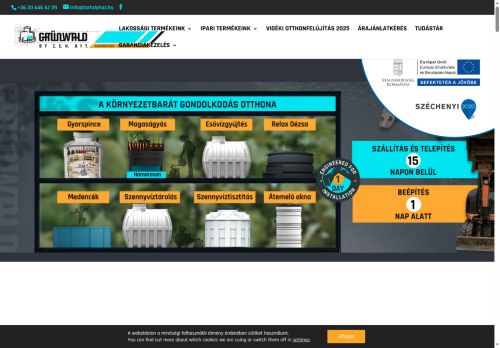 +36 30 646 62 59 info@tartalyhaz.hu
GRÜNWALD
BY Z.E.H. KFT.
LAKOSSÁGI TERMÉKEINK IPARI TERMÉKEINK VIDÉKI OTTHONFELÚJÍTÁS 2025 ÁRAJÁNLATKÉRÉS TUDÁSTÁR
GARANCIAKEZELÉS
A KÖRNYEZETBARÁT GONDOLKODÁS OTTHONA
Gyorspince Magaságyás Esővízgyűjtés Relax Dézsa
Hamarosan
Medencék Szennyvíztárolás Szennyvíztisztítás Átemelő akna
ENGINEERED FOR
1
DAY
INSTALLATION
MAGYARORSZÁG
KORMÁNYA
Európai Unió
Európai Strukturális
és Beruházási Alapok
BEFEKTETÉS A JÖVŐBE
SZÉCHENYI 2020
SZÁLLÍTÁS ÉS TELEPÍTÉS
15
NAPON BELÜL
BEÉPÍTÉS
1
NAP ALATT
A weboldalon a minőségi felhasználói élmény érdekében sütiket használunk.
You can find out more about which cookies we are using or switch them off in settings.
Elfogad